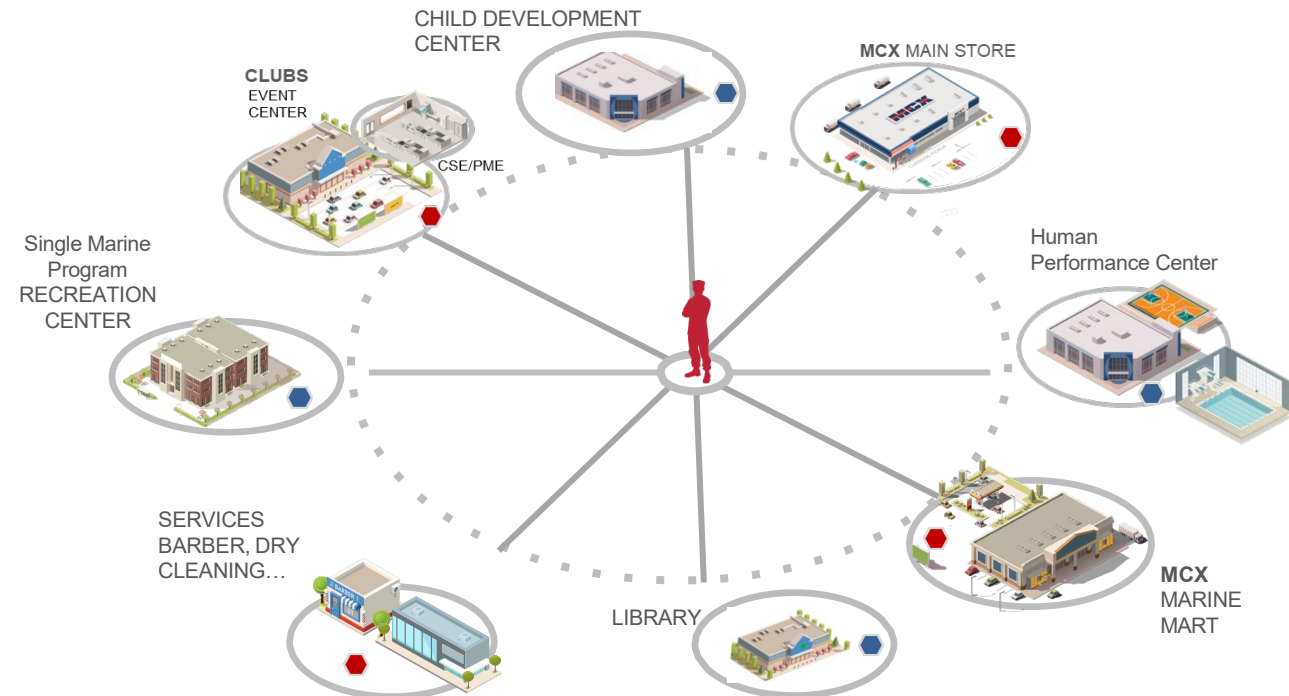 CHILD DEVELOPMENT
CENTER
MCX MAIN STORE
MCX
CLUBS
EVENT
CENTER
CSE/PME
Single Marine
Program
RECREATION
CENTER
Human
Performance Center
SERVICES
BARBER, DRY
CLEANING…
BARBER
LIBRARY
MCX
MARINE
MART